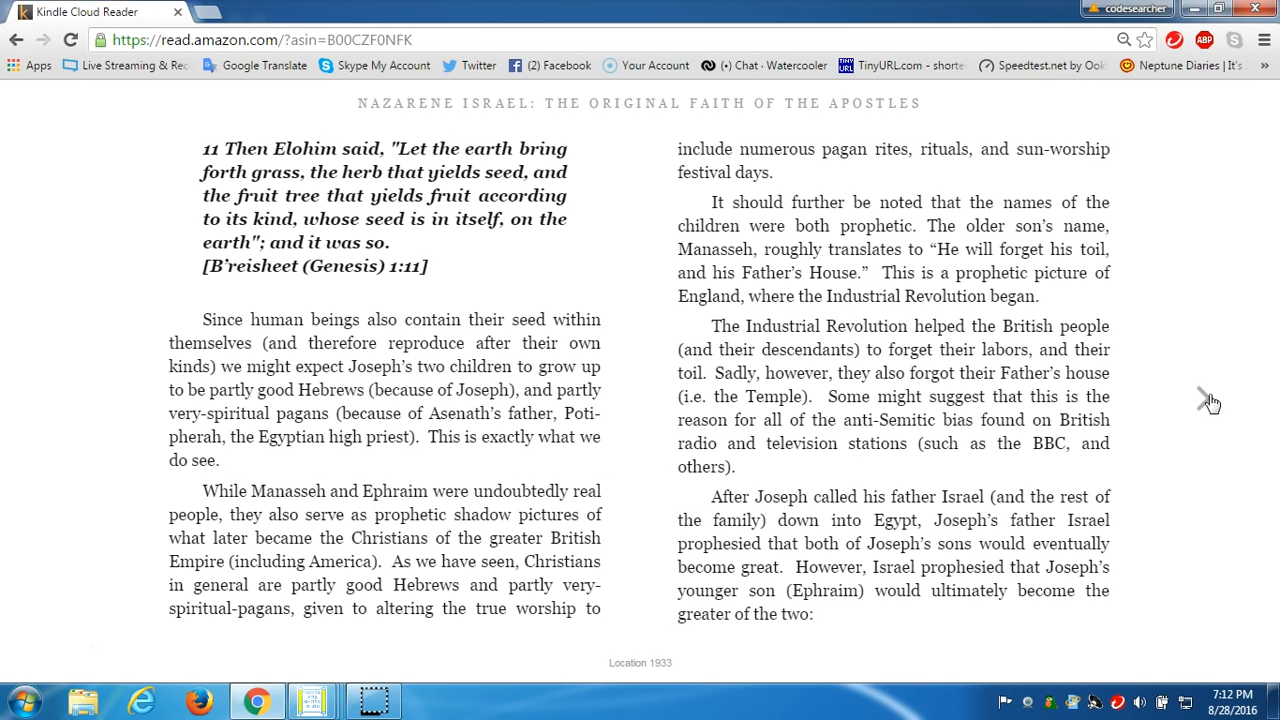 Kindle Cloud Reader
codesearcher
https://read.amazon.com/?asin=B00CZF0NFK
ABP
Apps
Live Streaming & Rec
Google Translate
Skype My Account
Twitter
(2) Facebook
Your Account
(•) Chat · Watercooler
TINY URL
TinyURL.com - shorte
Speedtest.net by Ook
Neptune Diaries | It's
»
NAZARENE ISRAEL: THE ORIGINAL FAITH OF THE APOSTLES
11 Then Elohim said, "Let the earth bring
forth grass, the herb that yields seed, and
the fruit tree that yields fruit according
to its kind, whose seed is in itself, on the
earth"; and it was so.
[B’reisheet (Genesis) 1:11]
Since human beings also contain their seed within
themselves (and therefore reproduce after their own
kinds) we might expect Joseph’s two children to grow up
to be partly good Hebrews (because of Joseph), and partly
very-spiritual pagans (because of Asenath’s father, Poti-
pherah, the Egyptian high priest). This is exactly what we
do see.
While Manasseh and Ephraim were undoubtedly real
people, they also serve as prophetic shadow pictures of
what later became the Christians of the greater British
Empire (including America). As we have seen, Christians
in general are partly good Hebrews and partly very-
spiritual-pagans, given to altering the true worship to
include numerous pagan rites, rituals, and sun-worship
festival days.
It should further be noted that the names of the
children were both prophetic. The older son’s name,
Manasseh, roughly translates to “He will forget his toil,
and his Father’s House.” This is a prophetic picture of
England, where the Industrial Revolution began.
The Industrial Revolution helped the British people
(and their descendants) to forget their labors, and their
toil. Sadly, however, they also forgot their Father’s house
(i.e. the Temple). Some might suggest that this is the
reason for all of the anti-Semitic bias found on British
radio and television stations (such as the BBC, and
others).
After Joseph called his father Israel (and the rest of
the family) down into Egypt, Joseph’s father Israel
prophesied that both of Joseph’s sons would eventually
become great. However, Israel prophesied that Joseph’s
younger son (Ephraim) would ultimately become the
greater of the two:
Location 1933
7:12 PM
8/28/2016